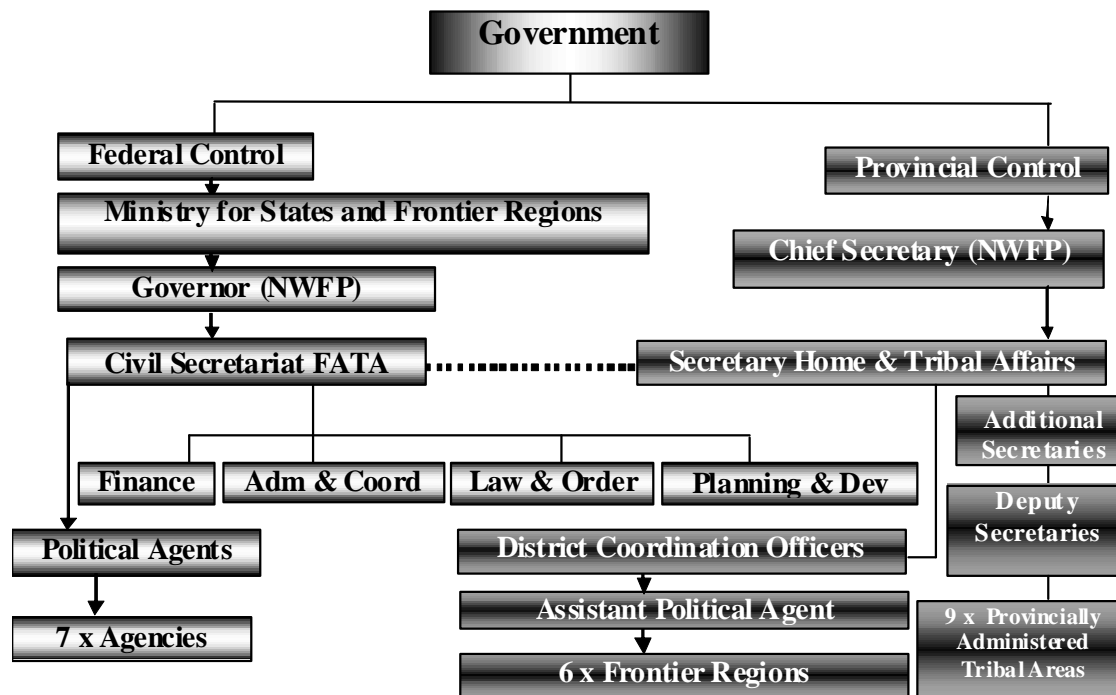 Government
Federal Control
Provincial Control
Ministry for States and Frontier Regions
Chief Secretary (NWFP)
Governor (NWFP)
Civil Secretariat FATA
Secretary Home & Tribal Affairs
Additional
Secretaries
Finance
Adm & Coord
Law & Order
Planning & Dev
Deputy
Secretaries
Political Agents
District Coordination Officers
Assistant Political Agent
7 x Agencies
9 x Provincially
Administered
Tribal Areas
6 x Frontier Regions